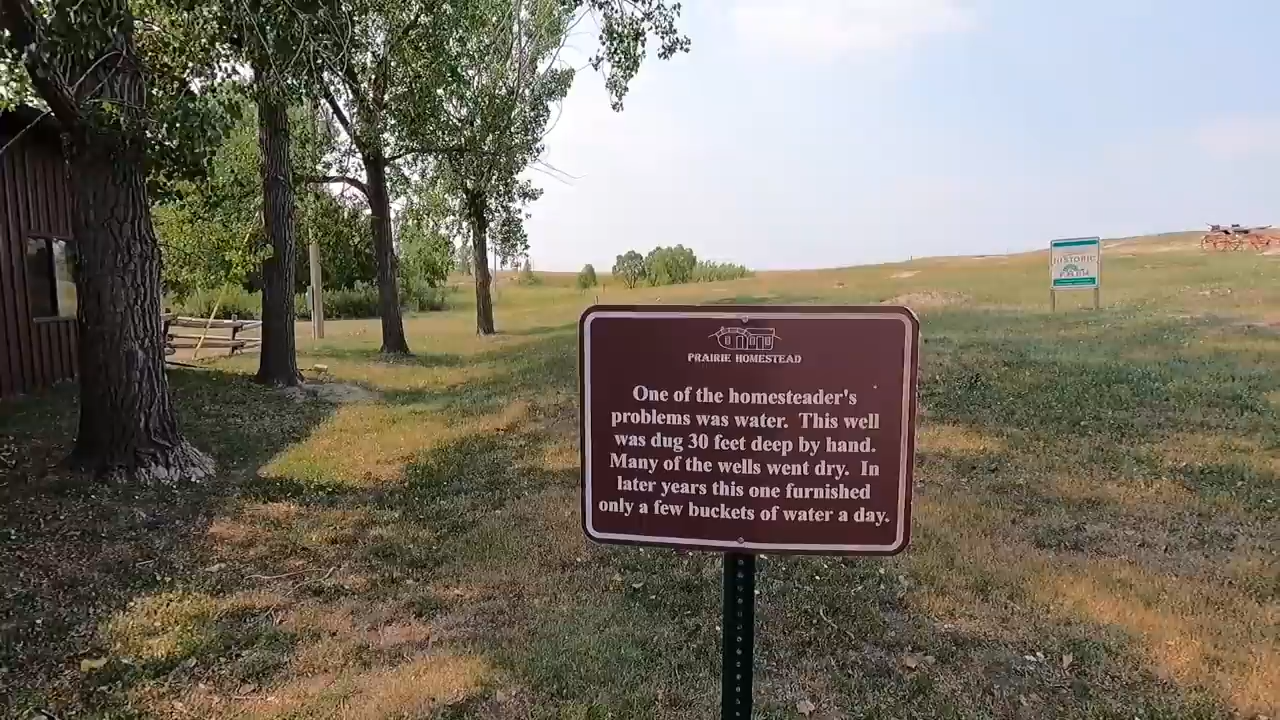 PRAIRIE HOMESTEAD
One of the homesteader's
problems was water. This well
was dug 30 feet deep by hand.
Many of the wells went dry. In
later years this one furnished
only a few buckets of water a day.
HISTORIC
FARM